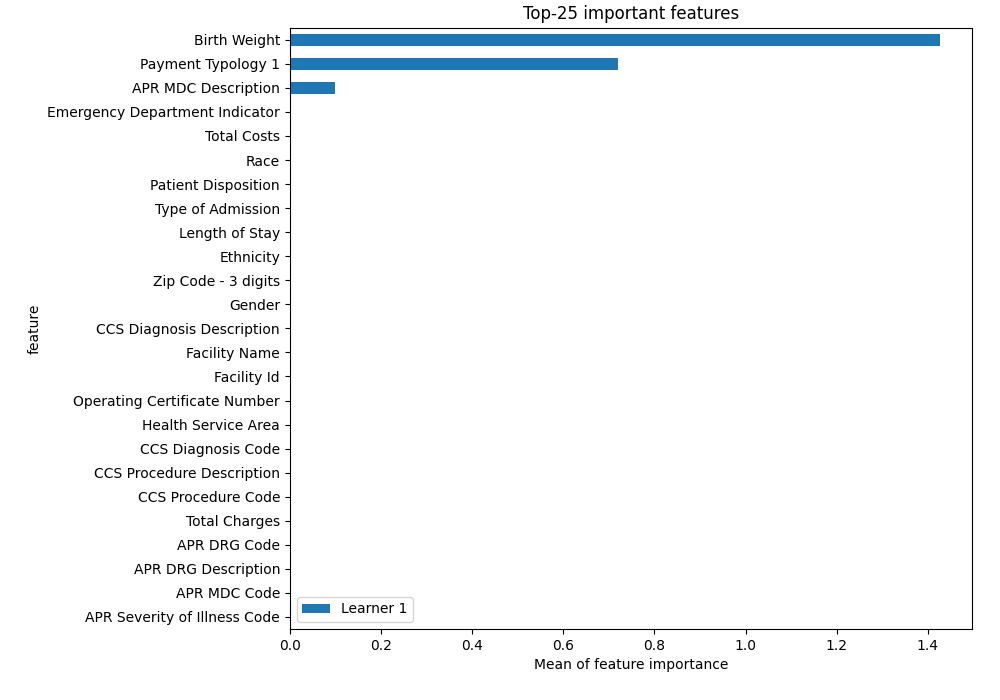 Top-25 important features
Birth Weight
Payment Typology 1
APR MDC Description
Emergency Department Indicator
Total Costs
Race
Patient Disposition
Type of Admission
Length of Stay
Ethnicity
Zip Code - 3 digits
Gender
CCS Diagnosis Description
Facility Name
Facility Id
Operating Certificate Number
Health Service Area
CCS Diagnosis Code
CCS Procedure Description
CCS Procedure Code
Total Charges
APR DRG Code
APR DRG Description
APR MDC Code
APR Severity of Illness Code
feature
Learner 1
0.0 0.2 0.4 0.6 0.8 1.0 1.2 1.4
Mean of feature importance